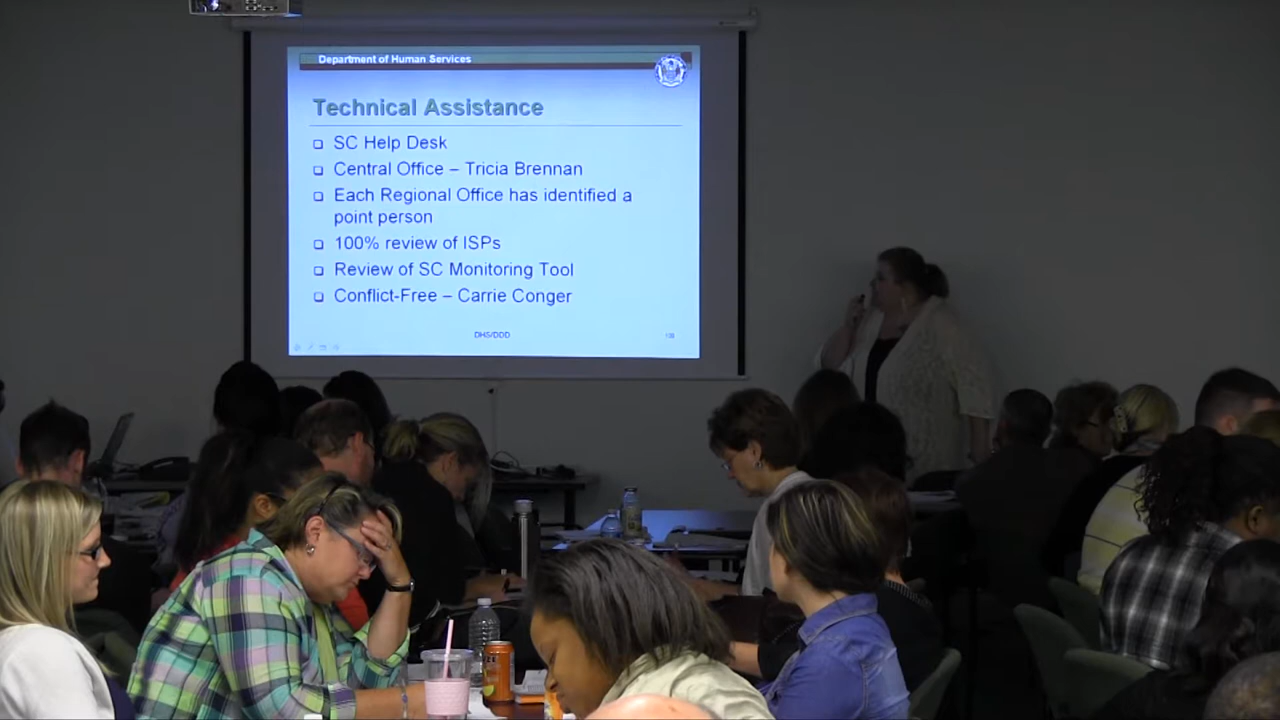 Department of Human Services
Technical Assistance
SC Help Desk
Central Office – Tricia Brennan
Each Regional Office has identified a
point person
100% review of ISPs
Review of SC Monitoring Tool
Conflict-Free – Carrie Conger
DHS/DDD